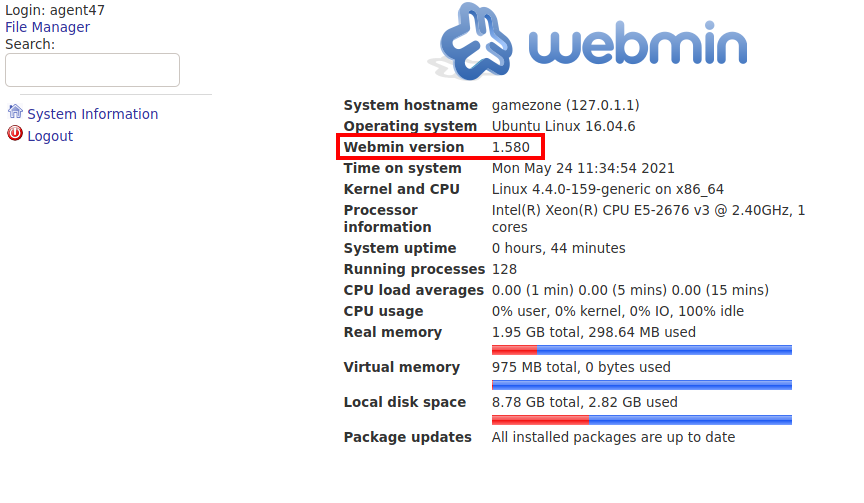 Login: agent47
File Manager
Search:
System Information
Logout
webmin
System hostname gamezone (127.0.1.1)
Operating system Ubuntu Linux 16.04.6
Webmin version 1.580
Time on system Mon May 24 11:34:54 2021
Kernel and CPU Linux 4.4.0-159-generic on x86_64
Processor Intel(R) Xeon(R) CPU E5-2676 v3 @ 2.40GHz, 1
information cores
System uptime 0 hours, 44 minutes
Running processes 128
CPU load averages 0.00 (1 min) 0.00 (5 mins) 0.00 (15 mins)
CPU usage 0% user, 0% kernel, 0% IO, 100% idle
Real memory 1.95 GB total, 298.64 MB used
Virtual memory 975 MB total, 0 bytes used
Local disk space 8.78 GB total, 2.82 GB used
Package updates All installed packages are up to date